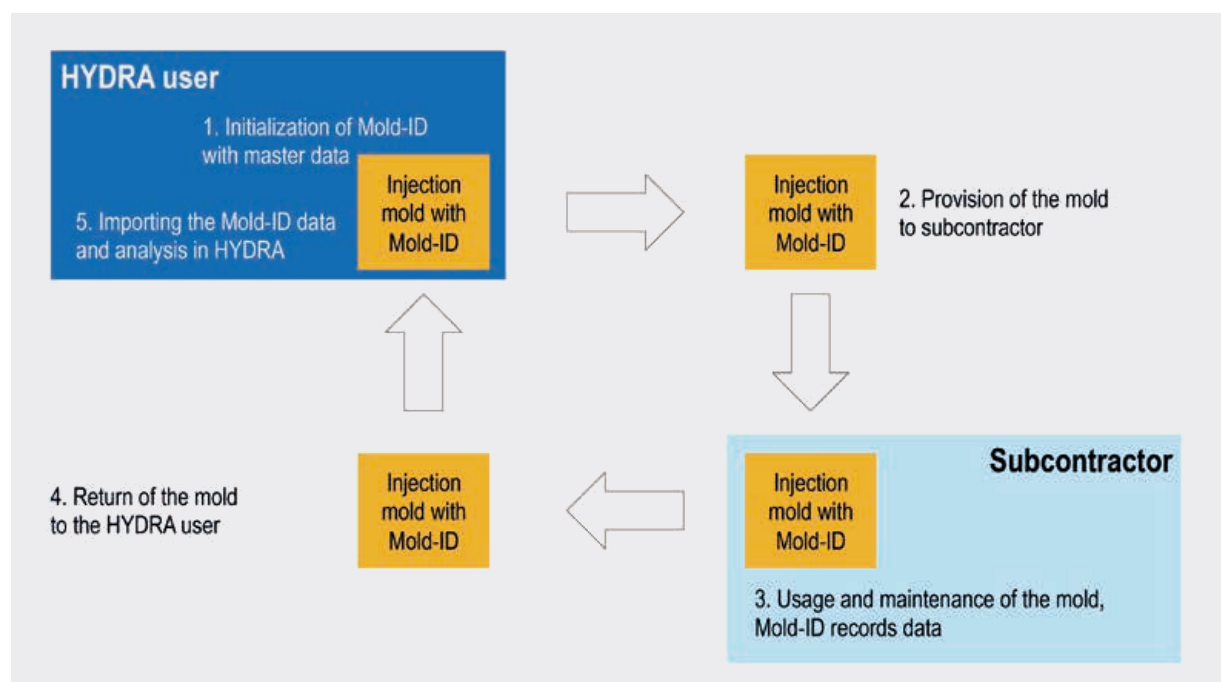 HYDRA user
1. Initialization of Mold-ID
with master data
Injection
mold with
Mold-ID
5. Importing the Mold-ID data
and analysis in HYDRA
Injection
mold with
Mold-ID
2. Provision of the mold
to subcontractor
Subcontractor
Injection
mold with
Mold-ID
3. Usage and maintenance of the mold,
Mold-ID records data
Injection
mold with
Mold-ID
4. Return of the mold
to the HYDRA user